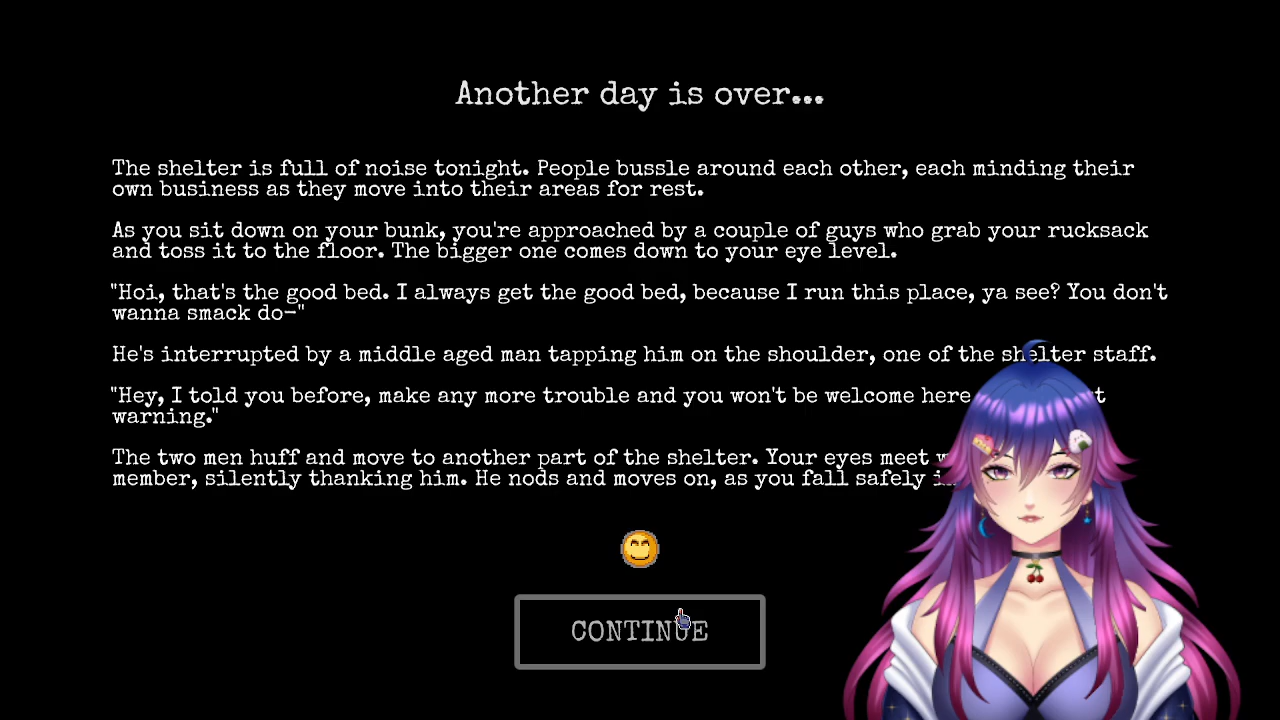 Another day is over...
The shelter is full of noise tonight. People bussle around each other, each minding their
own business as they move into their areas for rest.
As you sit down on your bunk, you're approached by a couple of guys who grab your rucksack
and toss it to the floor. The bigger one comes down to your eye level.
"Hoi, that's the good bed. I always get the good bed, because I run this place, ya see? You don't
wanna smack do-"
He's interrupted by a middle aged man tapping him on the shoulder, one of the shelter staff.
"Hey, I told you before, make any more trouble and you won't be welcome here
warning."
The two men huff and move to another part of the shelter. Your eyes meet
member, silently thanking him. He nods and moves on, as you fall safely
CONTINUE